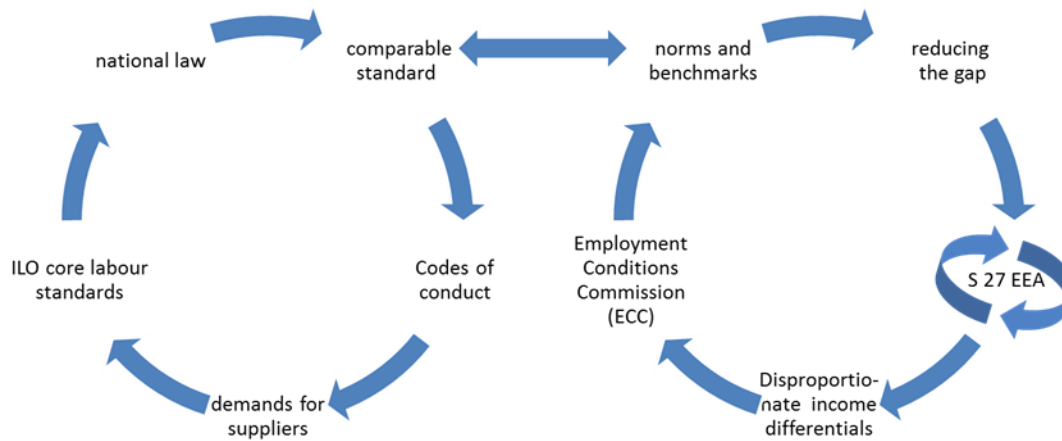 national law
comparable
standard
norms and
benchmarks
reducing
the gap
ILO core labour
standards
Codes of
conduct
Employment
Conditions
Commission
(ECC)
S 27 EEA
demands for
suppliers
Disproportio-
nate income
differentials